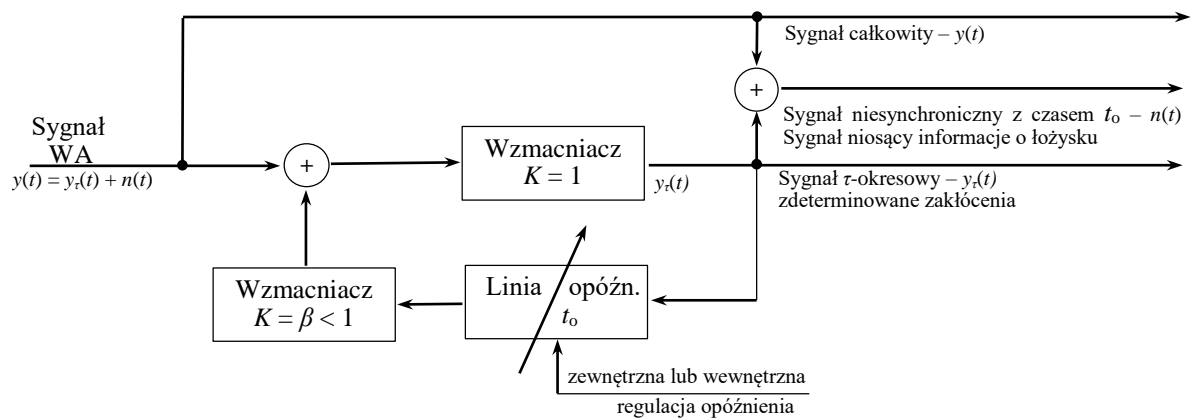 Sygnał całkowity – y(t)
+
Sygnał niesynchroniczny z czasem to – n(t)
Sygnał niosący informacje o łożysku
Sygnał
WA
y(t) = yτ(t) + n(t)
+
Wzmacniacz
K = 1
yτ(t)
Sygnał τ-okresowy – yτ(t)
zdeterminowane zakłócenia
Wzmacniacz
K = β < 1
Linia opóźn.
to
zewnętrzna lub wewnętrzna
regulacja opóźnienia